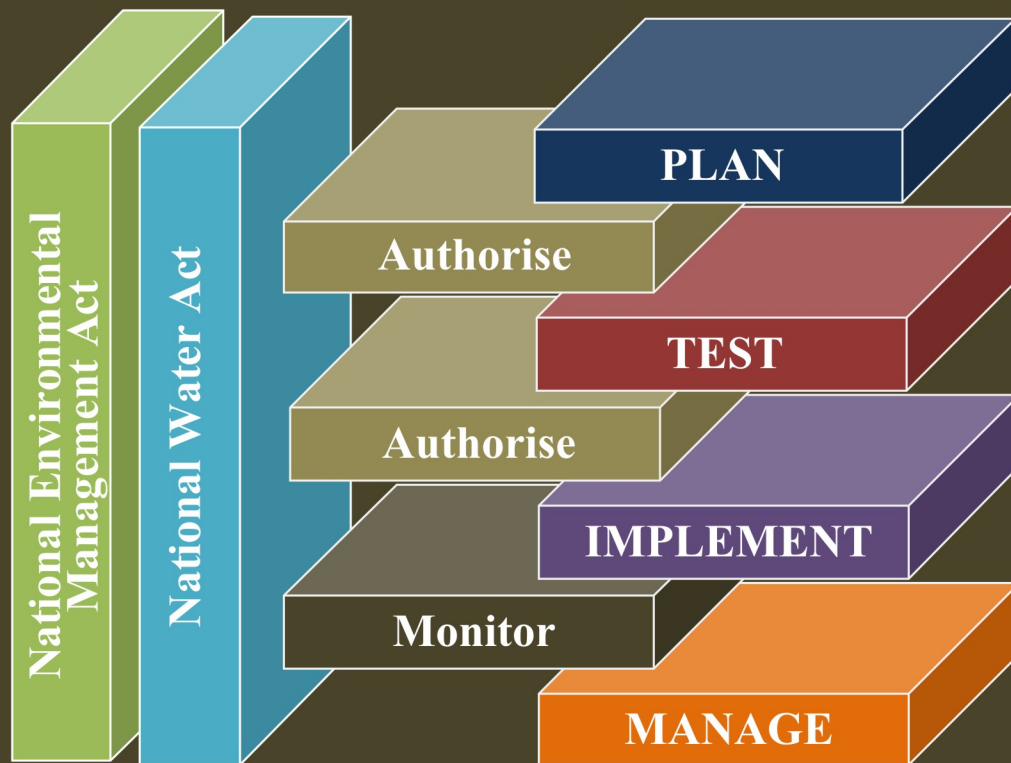 National Environmental
Management Act
National Water Act
PLAN
Authorise
TEST
Authorise
IMPLEMENT
Monitor
MANAGE